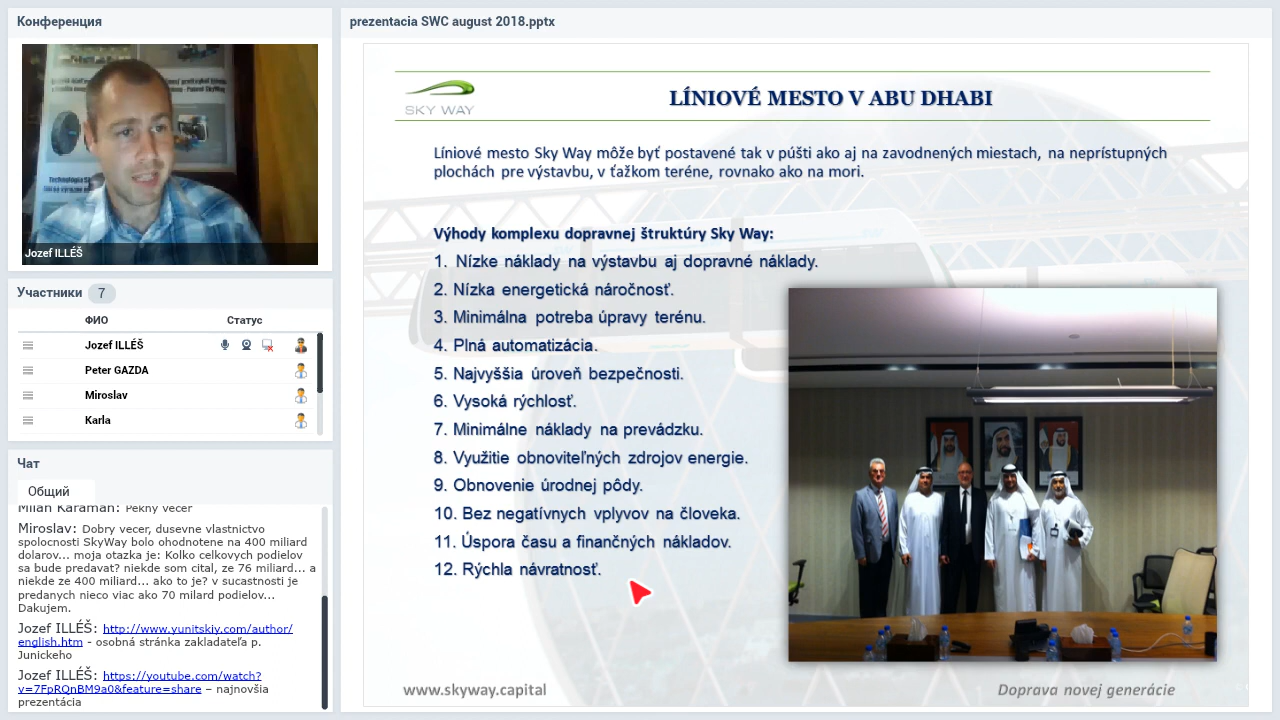 Конференция
Jozef ILLÉŠ
Участники 7
ФИО Статус
Jozef ILLÉŠ
Peter GAZDA
Miroslav
Karla
Чат
Общий
Milan Karaman: Pekny vecer
Miroslav: Dobry vecer, dusevne vlastnictvo
spolocnosti SkyWay bolo ohodnotene na 400 miliard
dolarov... moja otazka je: Kolko celkovych podielov
sa bude predavat? niekde som cital, ze 76 miliard... a
niekde ze 400 miliard... ako to je? v sucastnosti je
predanych nieco viac ako 70 milard podielov...
Dakujem.
Jozef ILLÉŠ: http://www.yunitskiy.com/author/
english.htm - osobná stránka zakladateľa p.
Junickeho
Jozef ILLÉŠ: https://youtube.com/watch?
v=7FpRQnBM9a0&feature=share – najnovšia
prezentácia
prezentacia SWC august 2018.pptx
SKY WAY
LÍNIOVÉ MESTO V ABU DHABI
Líniové mesto Sky Way môže byť postavené tak v púšti ako aj na zavodnených miestach, na neprístupných
plochách pre výstavbu, v ťažkom teréne, rovnako ako na mori.
Výhody komplexu dopravnej štruktúry Sky Way:
1. Nízke náklady na výstavbu aj dopravné náklady.
2. Nízka energetická náročnosť.
3. Minimálna potreba úpravy terénu.
4. Plná automatizácia.
5. Najvyššia úroveň bezpečnosti.
6. Vysoká rýchlosť.
7. Minimálne náklady na prevádzku.
8. Využitie obnoviteľných zdrojov energie.
9. Obnovenie úrodnej pôdy.
10. Bez negatívnych vplyvov na človeka.
11. Úspora času a finančných nákladov.
12. Rýchla návratnosť.
www.skyway.capital
Doprava novej generácie